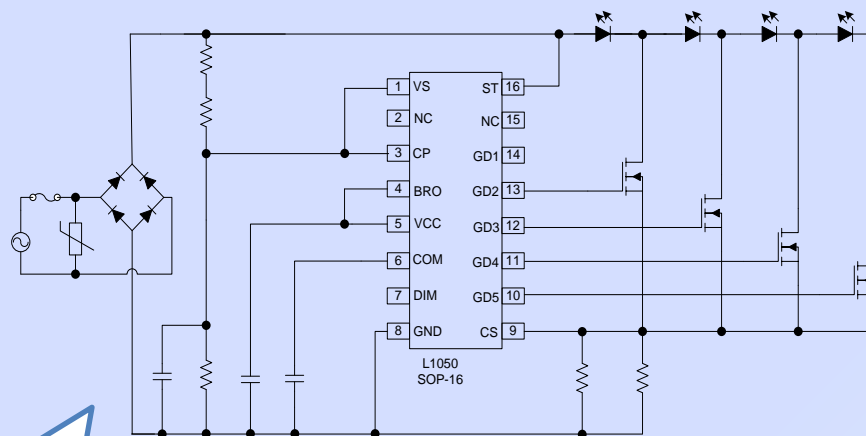 1 VS ST 16
2 NC NC 15
3 CP GD1 14
4 BRO GD2 13
5 VCC GD3 12
6 COM GD4 11
7 DIM GD5 10
8 GND CS 9
L1050
SOP-16